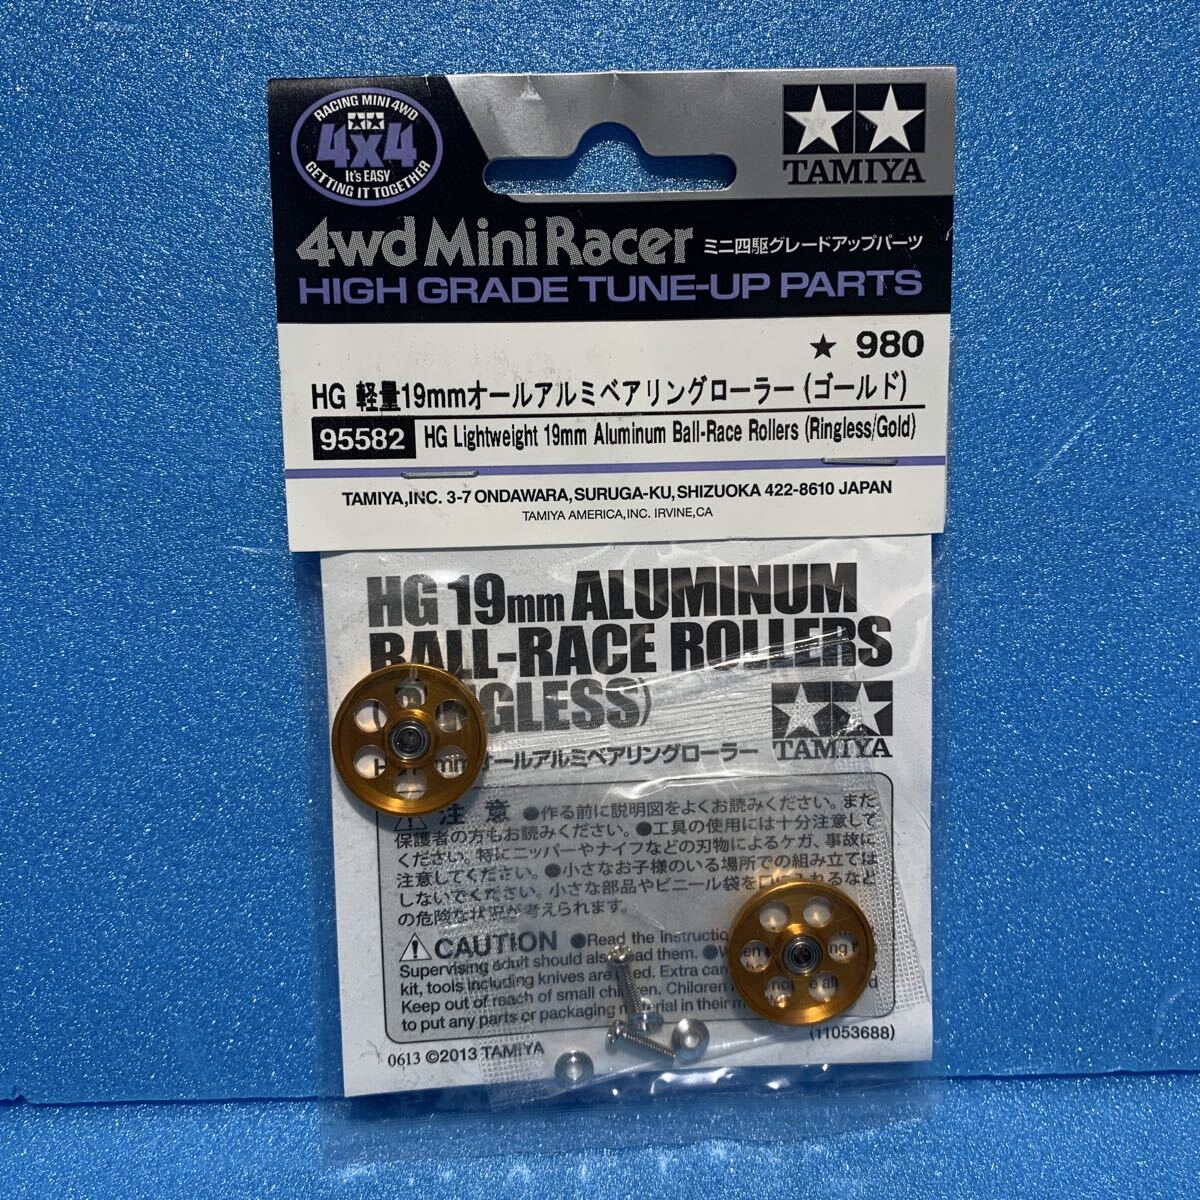 RACING MINI 4WD
4x4
It's EASY
GETTING IT TOGETHER
TAMIYA
4wd Mini Racer ミニ四駆グレードアップパーツ
HIGH GRADE TUNE-UP PARTS
★ 980
HG 軽量19mmオールアルミベアリングローラー (ゴールド)
95582 HG Lightweight 19mm Aluminum Ball-Race Rollers (Ringless/Gold)
TAMIYA,INC. 3-7 ONDAWARA,SURUGA-KU,SHIZUOKA 422-8610 JAPAN
TAMIYA AMERICA,INC. IRVINE,CA
HG 19mm ALUMINUM
BALL-RACE ROLLERS
GLESS)
TAMIYA
オールアルミベアリングローラー
注 意 ●作る前に説明図をよくお読みください。また
保護者の方もお読みください。●工具の使用には十分注意して
ください。特にニッパーやナイフなどの刃物によるケガ、事故に
注意してください。●小さなお子様のいる場所での組み立ては
しないでください。小さな部品やビニール袋を口に入れるなど
の危険な状況が考えられます。
CAUTION ●Read the
Supervising adult should also read them. ●When
kit, tools including knives are used. Extra
Keep out of reach of small children. Children
to put any parts or packaging material in their
(11053688)
0613 ©2013 TAMIYA